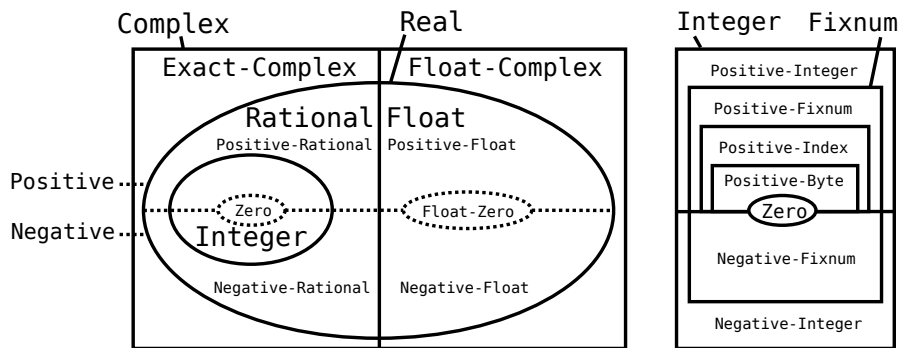 Complex
Real
Exact-Complex
Float-Complex
Rational
Float
Positive-Rational
Positive-Float
Positive
Zero
Float-Zero
Negative
Integer
Negative-Rational
Negative-Float
Integer
Fixnum
Positive-Integer
Positive-Fixnum
Positive-Index
Positive-Byte
Zero
Negative-Fixnum
Negative-Integer